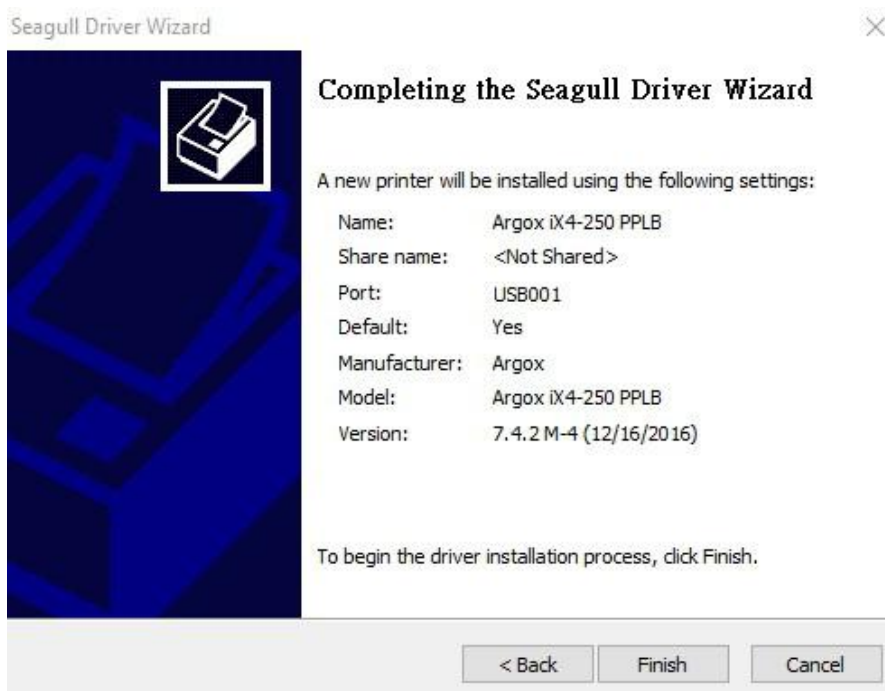 Seagull Driver Wizard
Completing the Seagull Driver Wizard
A new printer will be installed using the following settings:
Name: Argox iX4-250 PPLB
Share name: <Not Shared>
Port: USB001
Default: Yes
Manufacturer: Argox
Model: Argox iX4-250 PPLB
Version: 7.4.2 M-4 (12/16/2016)
To begin the driver installation process, click Finish.
< Back Finish Cancel